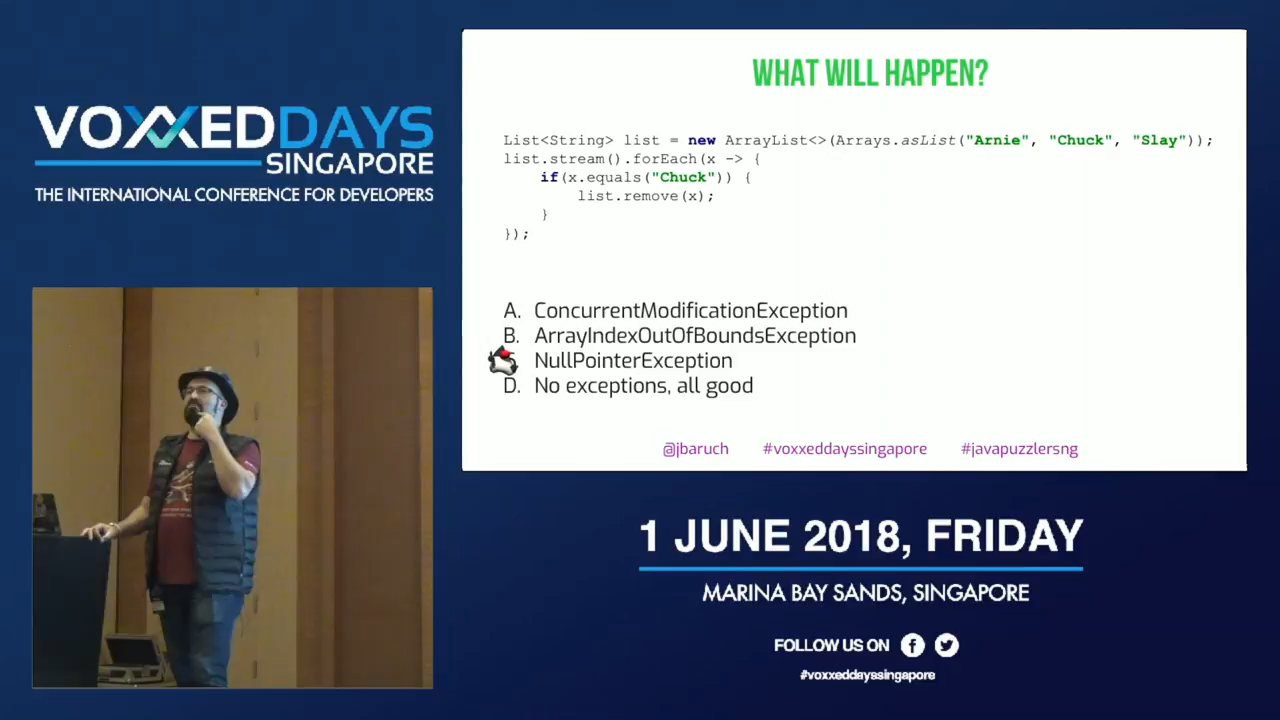 VOXXEDDAYS
SINGAPORE
THE INTERNATIONAL CONFERENCE FOR DEVELOPERS
WHAT WILL HAPPEN?
List<String> list = new ArrayList<>(Arrays.asList("Arnie", "Chuck", "Slay"));
list.stream().forEach(x -> {
if(x.equals("Chuck")) {
list.remove(x);
}
});
A. ConcurrentModificationException
B. ArrayIndexOutOfBoundsException
NullPointerException
D. No exceptions, all good
@jbaruch #voxxeddayssingapore #javapuzzlersng
1 JUNE 2018, FRIDAY
MARINA BAY SANDS, SINGAPORE
FOLLOW US ON
#voxxeddayssingapore